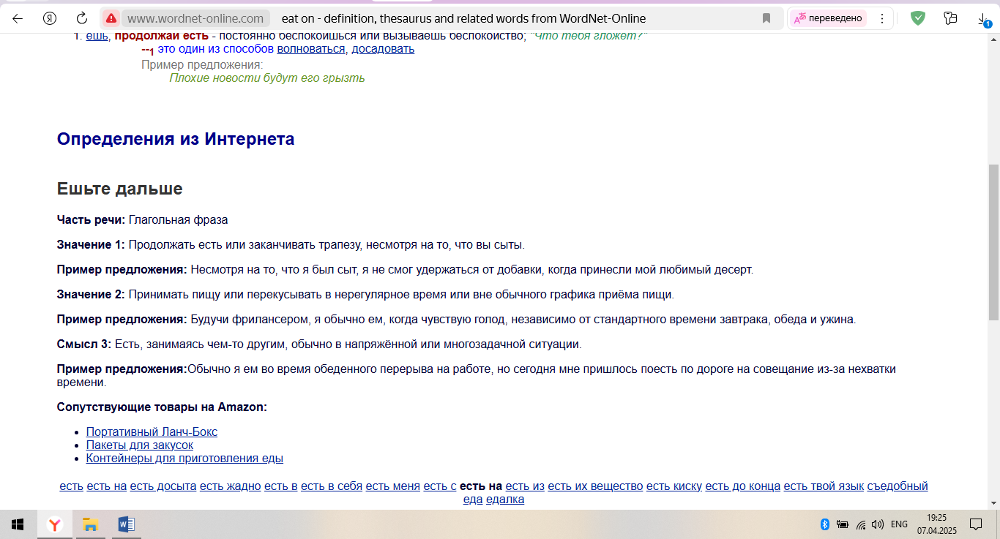 www.wordnet-online.com eat on - definition, thesaurus and related words from WordNet-Online переведено
1
1. ешь, продолжай есть - постоянно беспокоишься или вызываешь беспокойство; "Что тебя гложет?"
--1 это один из способов волноваться, досадовать
Пример предложения:
Плохие новости будут его грызть
Определения из Интернета
Ешьте дальше
Часть речи: Глагольная фраза
Значение 1: Продолжать есть или заканчивать трапезу, несмотря на то, что вы сыты.
Пример предложения: Несмотря на то, что я был сыт, я не смог удержаться от добавки, когда принесли мой любимый десерт.
Значение 2: Принимать пищу или перекусывать в нерегулярное время или вне обычного графика приёма пищи.
Пример предложения: Будучи фрилансером, я обычно ем, когда чувствую голод, независимо от стандартного времени завтрака, обеда и ужина.
Смысл 3: Есть, занимаясь чем-то другим, обычно в напряжённой или многозадачной ситуации.
Пример предложения:Обычно я ем во время обеденного перерыва на работе, но сегодня мне пришлось поесть по дороге на совещание из-за нехватки
времени.
Сопутствующие товары на Amazon:
Портативный Ланч-Бокс
Пакеты для закусок
Контейнеры для приготовления еды
есть есть на есть досыта есть жадно есть в есть в себя есть меня есть с есть на есть из есть их вещество есть киску есть до конца есть твой язык съедобный
еда едалка
ENG 19:25
07.04.2025